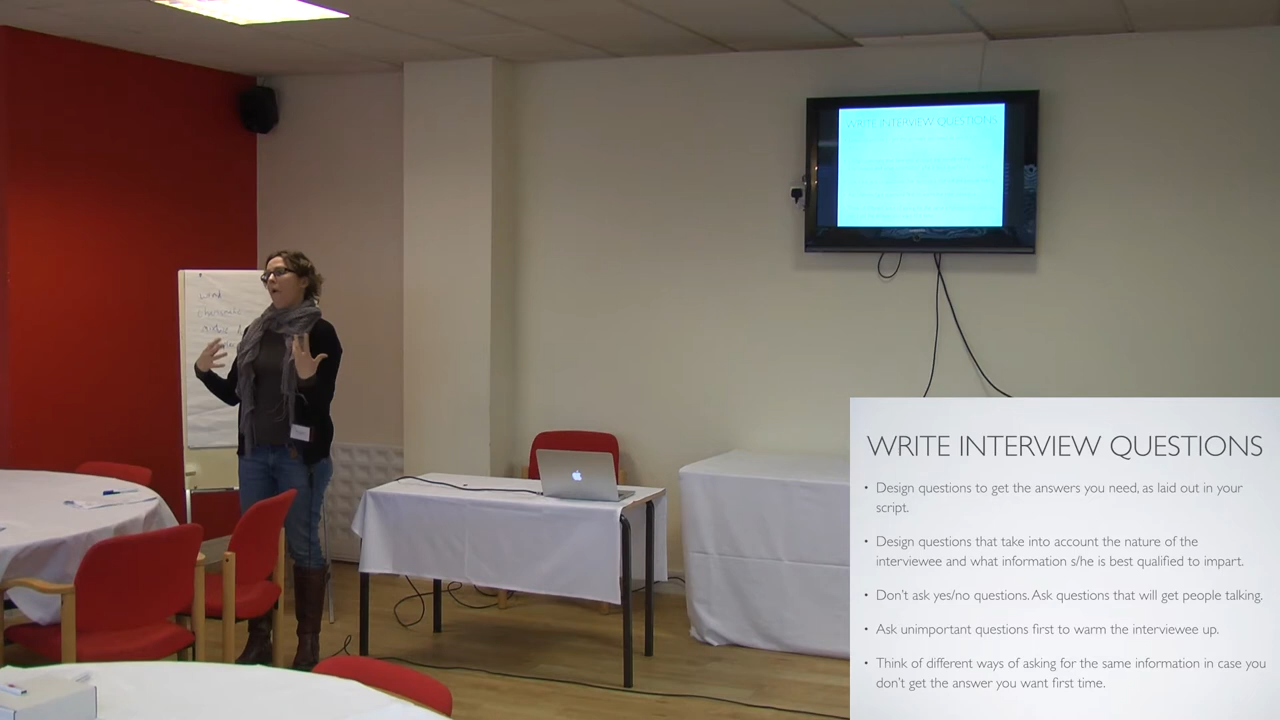 WRITE INTERVIEW QUESTIONS
WRITE INTERVIEW QUESTIONS
• Design questions to get the answers you need, as laid out in your
script.
• Design questions that take into account the nature of the
interviewee and what information s/he is best qualified to impart.
• Don't ask yes/no questions. Ask questions that will get people talking.
• Ask unimportant questions first to warm the interviewee up.
• Think of different ways of asking for the same information in case you
don't get the answer you want first time.